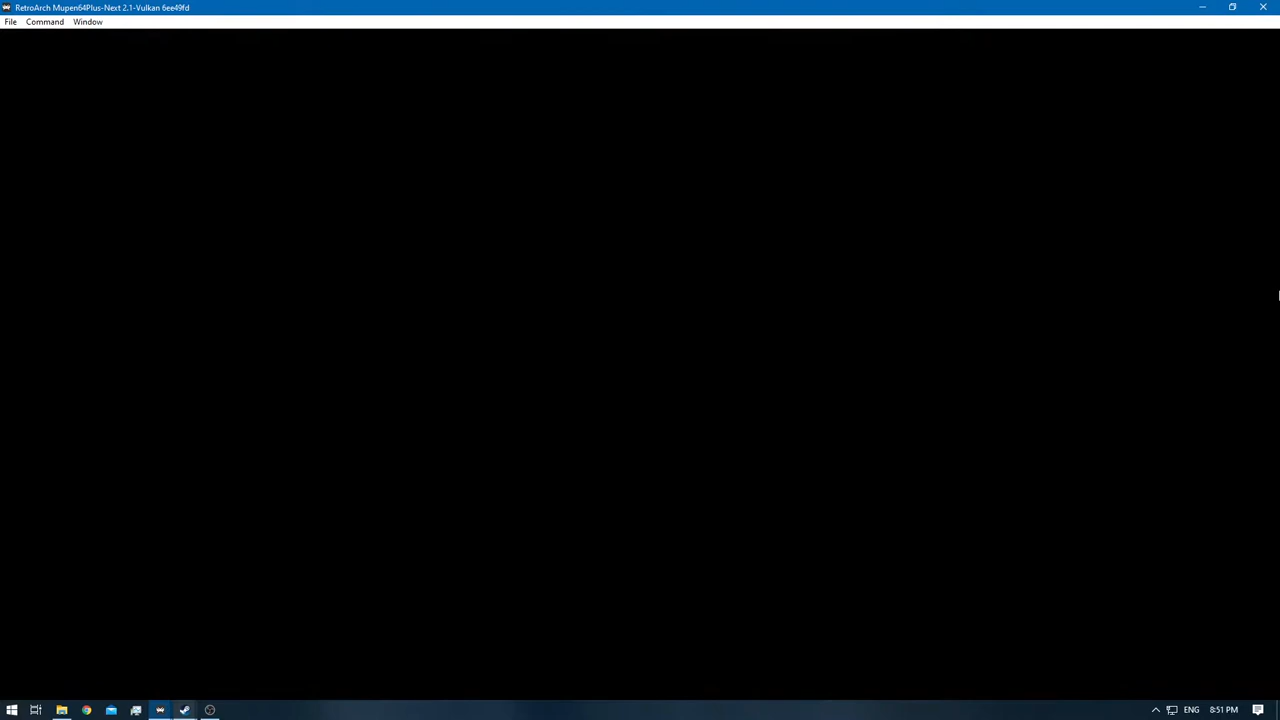 RetroArch Mupen64Plus-Next 2.1-Vulkan 6ee49fd
File Command Window
ENG 8:51 PM